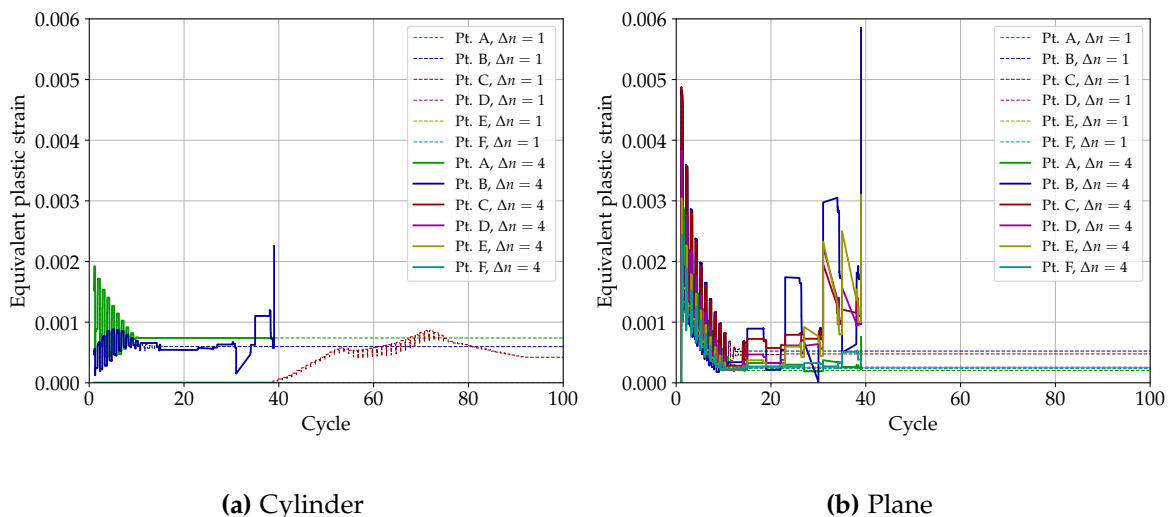 0.006
0.005
0.004
0.003
0.002
0.001
0.000
Equivalent plastic strain
0
20
40
60
80
100
Cycle
Pt. A, Δn = 1
Pt. B, Δn = 1
Pt. C, Δn = 1
Pt. D, Δn = 1
Pt. E, Δn = 1
Pt. F, Δn = 1
Pt. A, Δn = 4
Pt. B, Δn = 4
Pt. C, Δn = 4
Pt. D, Δn = 4
Pt. E, Δn = 4
Pt. F, Δn = 4
(a) Cylinder
0.006
0.005
0.004
0.003
0.002
0.001
0.000
Equivalent plastic strain
0
20
40
60
80
100
Cycle
Pt. A, Δn = 1
Pt. B, Δn = 1
Pt. C, Δn = 1
Pt. D, Δn = 1
Pt. E, Δn = 1
Pt. F, Δn = 1
Pt. A, Δn = 4
Pt. B, Δn = 4
Pt. C, Δn = 4
Pt. D, Δn = 4
Pt. E, Δn = 4
Pt. F, Δn = 4
(b) Plane